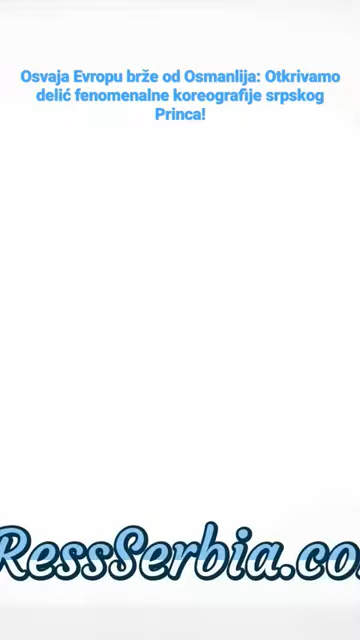 Osvaja Evropu brže od Osmanlija: Otkrivamo
delić fenomenalne koreografije srpskog
Princa!
RessSerbia.co